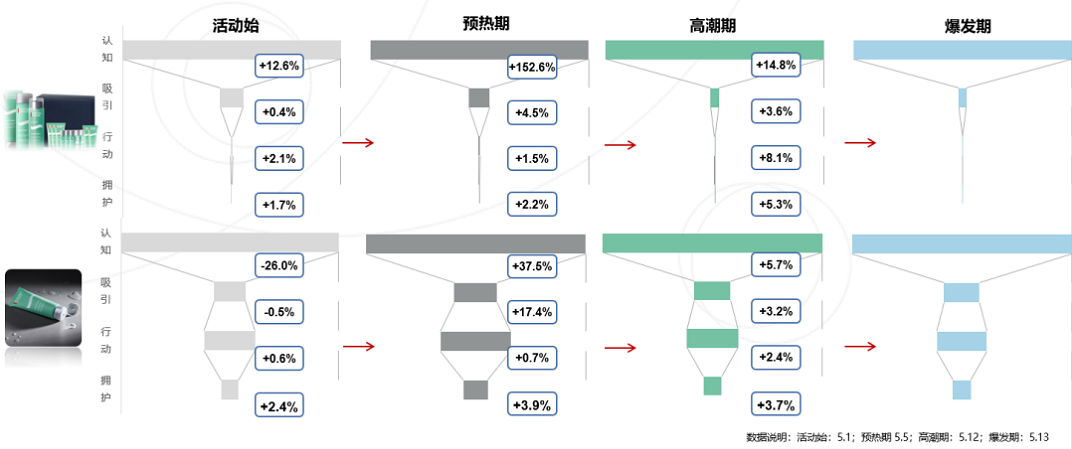 活动始
预热期
高潮期
爆发期
认
知
+12.6%
+152.6%
+14.8%
吸
引
+0.4%
+4.5%
+3.6%
行
动
+2.1%
+1.5%
+8.1%
拥
护
+1.7%
+2.2%
+5.3%
认
知
-26.0%
+37.5%
+5.7%
吸
引
-0.5%
+17.4%
+3.2%
行
动
+0.6%
+0.7%
+2.4%
拥
护
+2.4%
+3.9%
+3.7%
数据说明：活动始：5.1；预热期 5.5；高潮期：5.12；爆发期：5.13